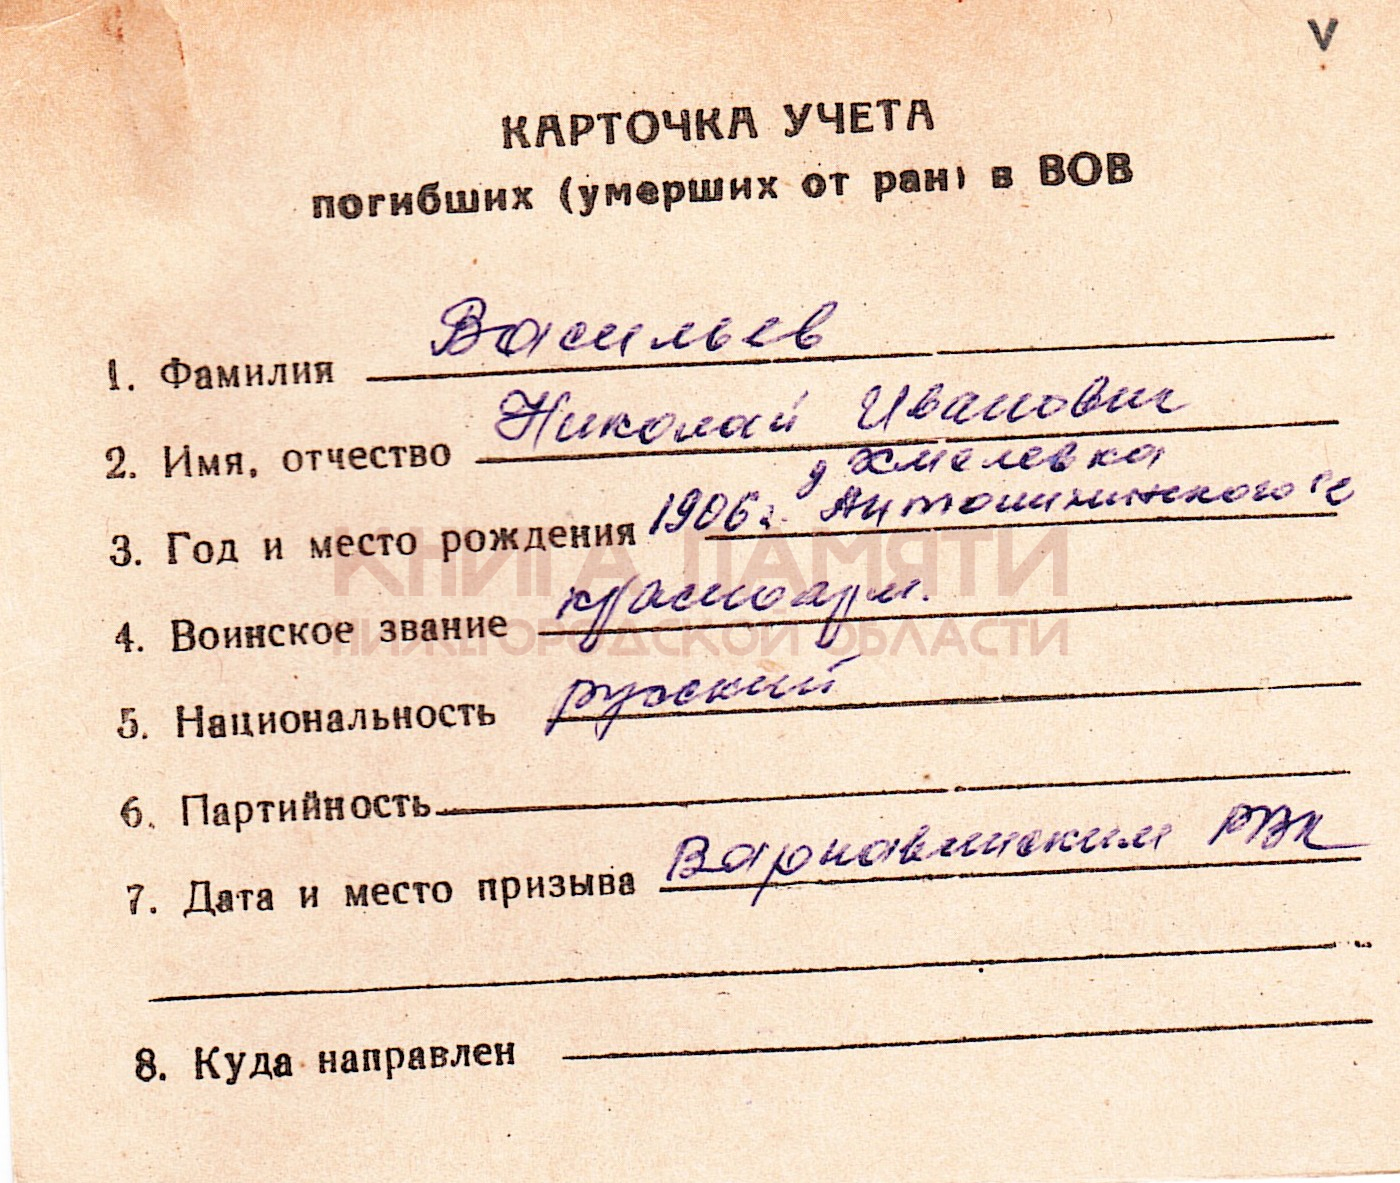 V
КАРТОЧКА УЧЕТА
погибших (умерших от ран) в ВОВ
1. Фамилия Васильев
2. Имя, отчество Николай Иванович
д Хмелевка
3. Год и место рождения 1906 г. Антонихинского с/с
КНИГА ПАМЯТИ
4. Воинское звание красноарм.
НИЖЕГОРОДСКОЙ ОБЛАСТИ
5. Национальность русский
6. Партийность
7. Дата и место призыва Варнавинским РВК
8. Куда направлен